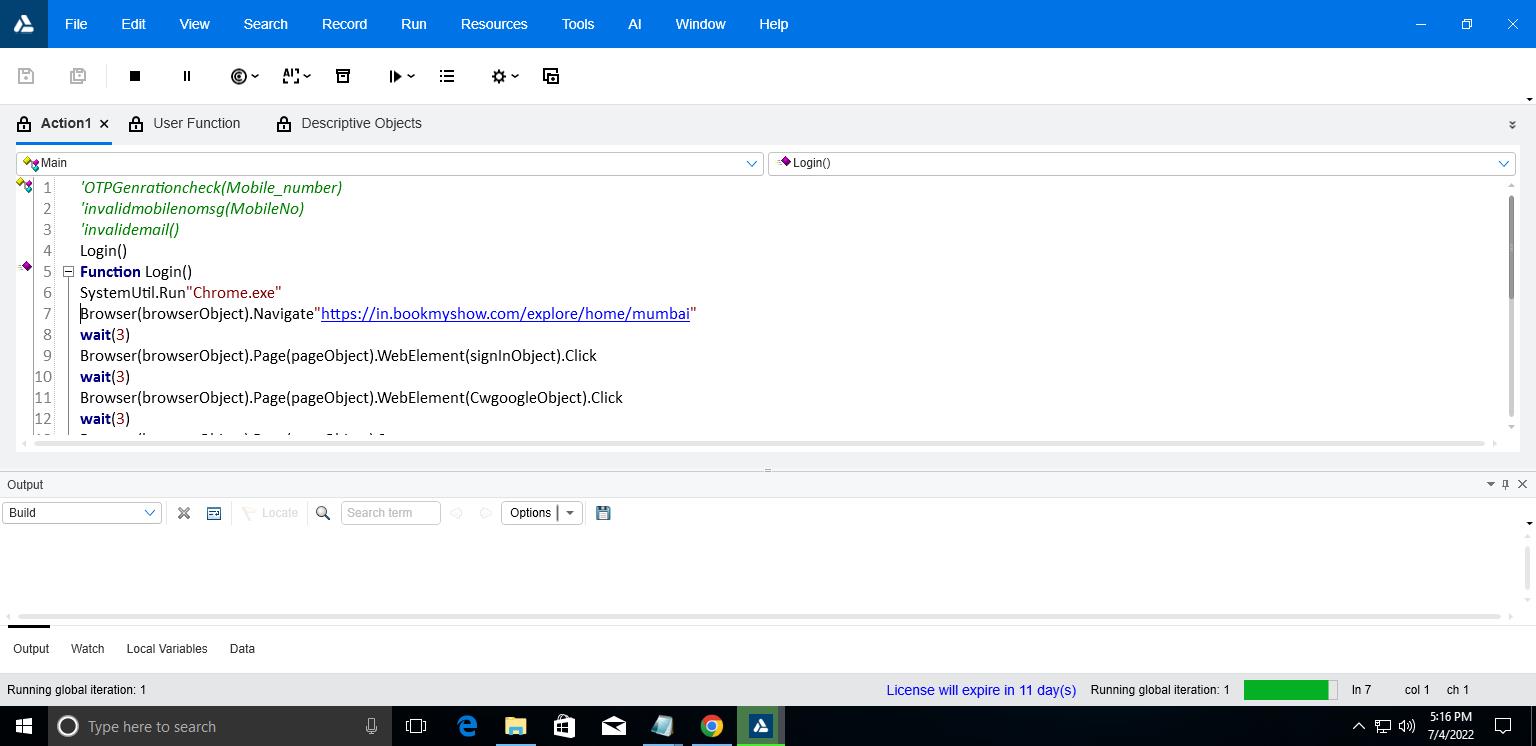 File Edit View Search Record Run Resources Tools AI Window Help
Action1 User Function Descriptive Objects
Main Login()
1 'OTPGenrationcheck(Mobile_number)
2 'invalidmobilenomsg(MobileNo)
3 'invalidemail()
4 Login()
5 Function Login()
6 SystemUtil.Run"Chrome.exe"
7 Browser(browserObject).Navigate"https://in.bookmyshow.com/explore/home/mumbai"
8 wait(3)
9 Browser(browserObject).Page(pageObject).WebElement(signInObject).Click
10 wait(3)
11 Browser(browserObject).Page(pageObject).WebElement(CwgoogleObject).Click
12 wait(3)
Output
Build Locate Search term Options
Output Watch Local Variables Data
Running global iteration: 1 License will expire in 11 day(s) Running global iteration: 1 ln 7 col 1 ch 1
Type here to search 5:16 PM
7/4/2022